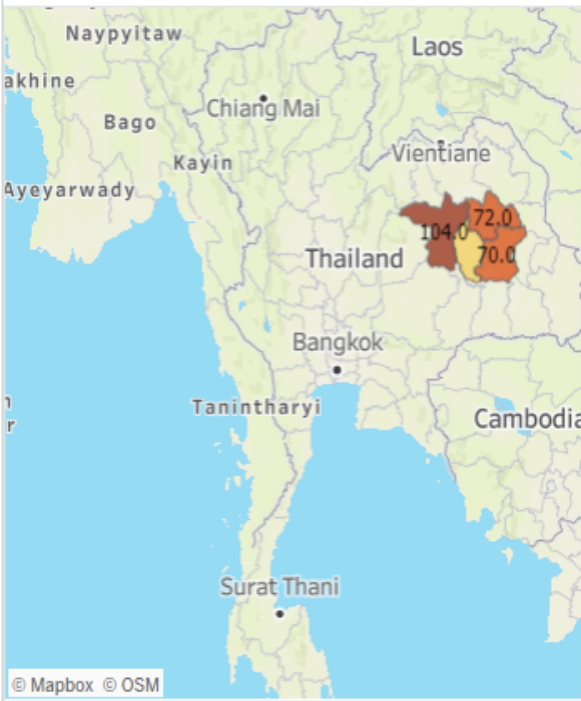 Naypyitaw
Laos
akhine
Chiang Mai
Bago
Vientiane
Kayin
Ayeyarwady
72.0
104.0
Thailand
70.0
Bangkok
Tanintharyi
r
Cambodia
Surat Thani
© Mapbox © OSM